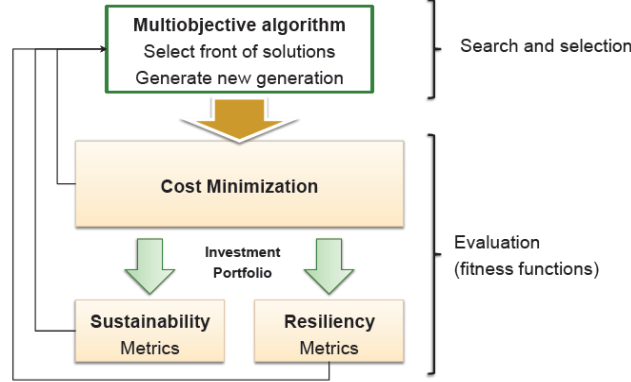 Multiobjective algorithm
Select front of solutions
Generate new generation
Search and selection
Cost Minimization
Investment
Portfolio
Evaluation
(fitness functions)
Sustainability
Metrics
Resiliency
Metrics